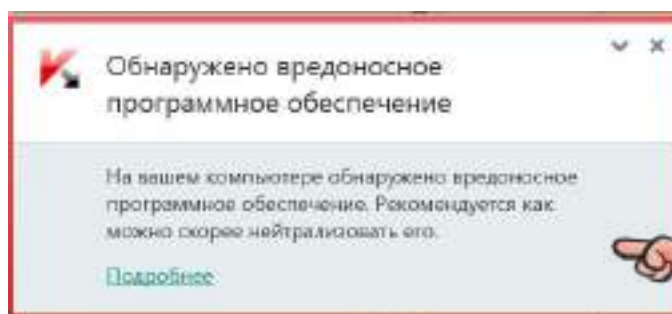 Обнаружено вредоносное
программное обеспечение
На вашем компьютере обнаружено вредоносное
программное обеспечение. Рекомендуется как
можно скорее нейтрализовать его.
Подробнее